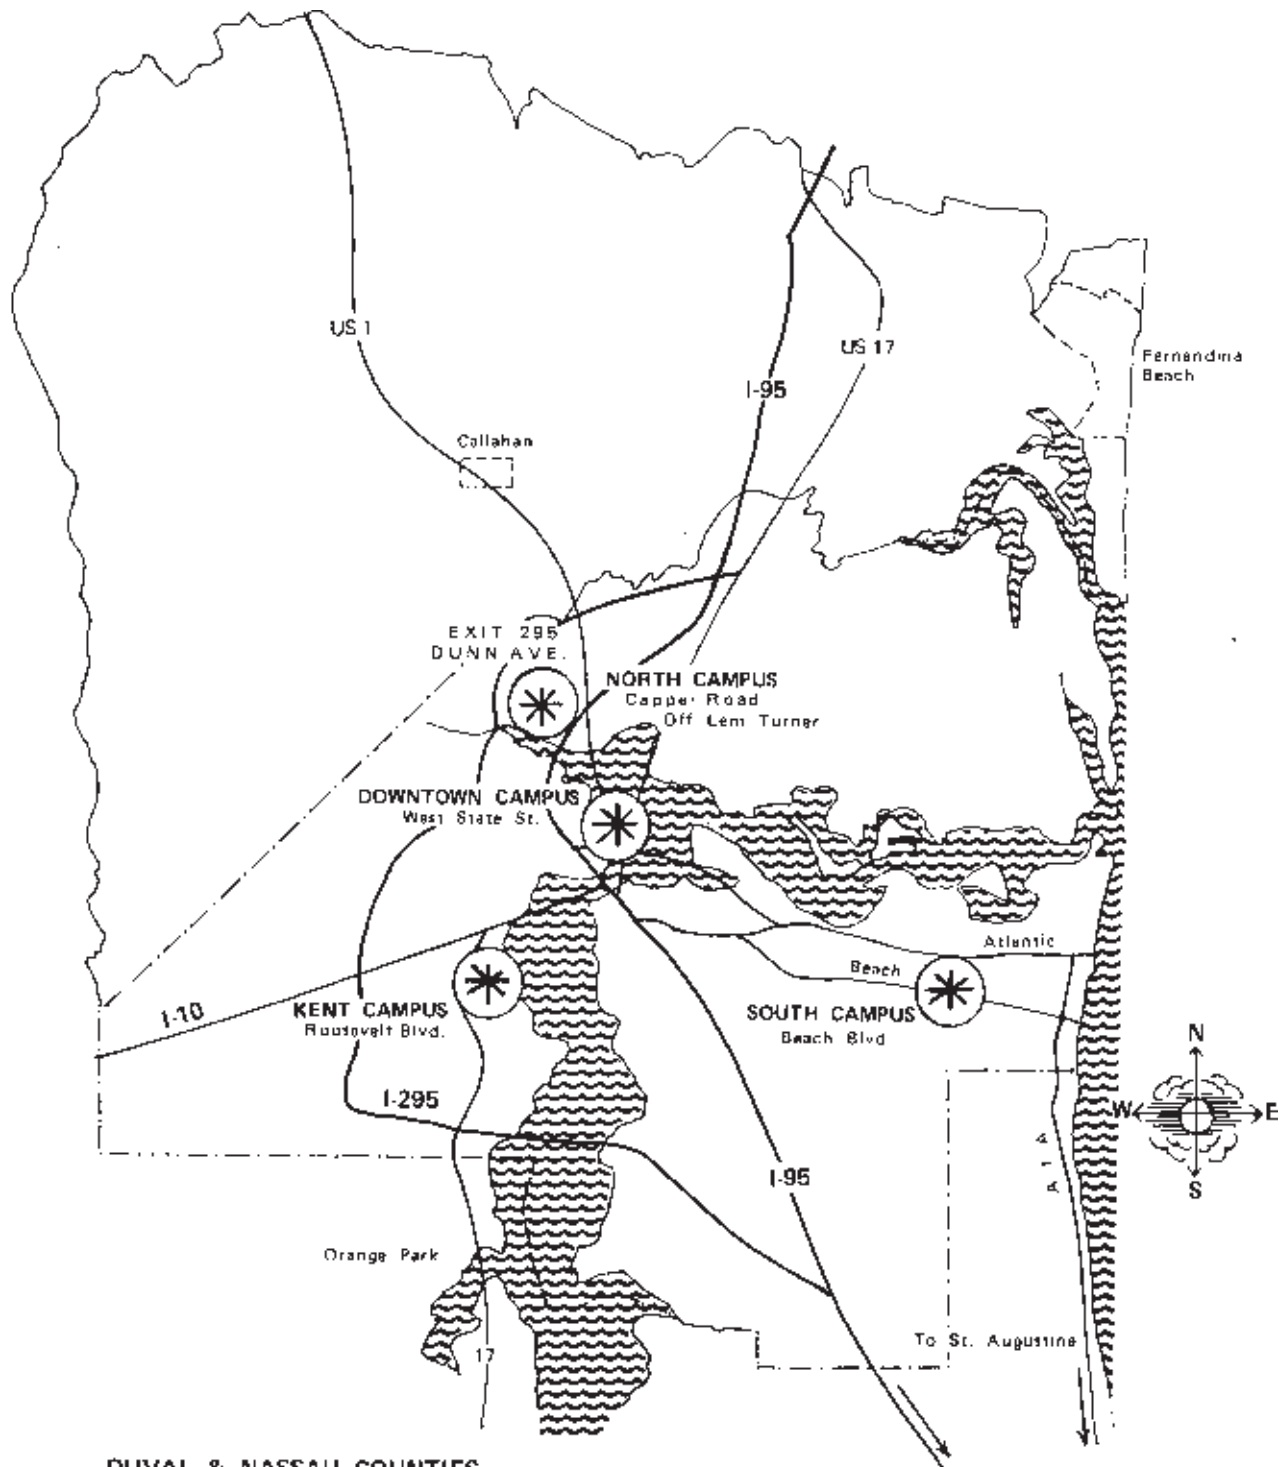 US 1
US 17
I-95
Fernandina
Beach
Callahan
EXIT 295
DUNN AVE.
NORTH CAMPUS
Capper Road
Off Lem Turner
DOWNTOWN CAMPUS
West State St.
Atlantic
Beach
I-10
KENT CAMPUS
Roosevelt Blvd.
SOUTH CAMPUS
Beach Blvd
I-295
N
W
E
S
A 1 A
I-95
Orange Park
To St. Augustine
17
DUVAL & NASSAU COUNTIES